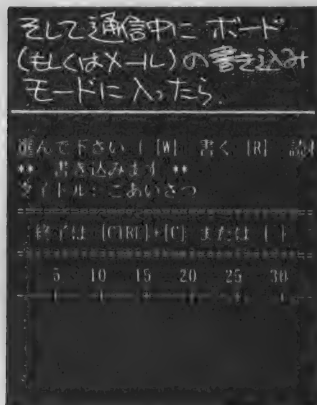 そして通信中に ボード
(もしくはメール)の書き込み
モードに入ったら.
選んで下さい ( [W] 書く [R] 読
** 書き込みます **
タイトル: ごあいさつ
終了は [CTRL]+[C] または
5 10 15 20 25 30